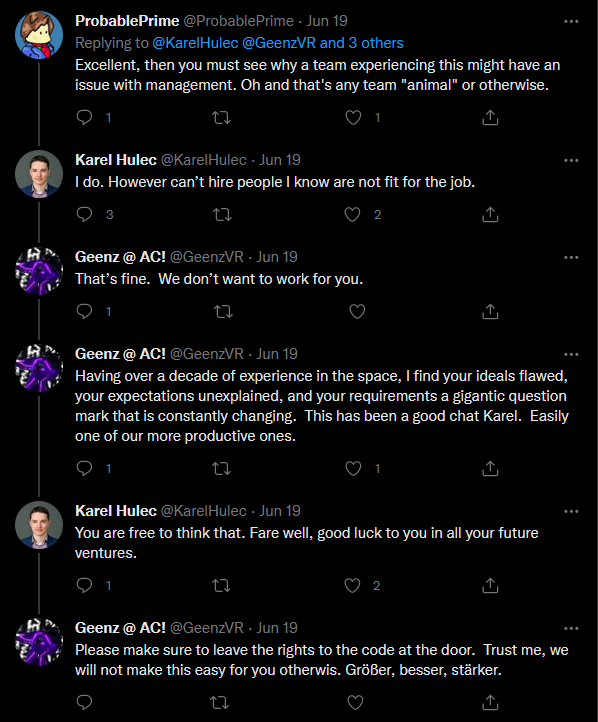 ProbablePrime @ProbablePrime · Jun 19
Replying to @KarelHulec @GeenzVR and 3 others
Excellent, then you must see why a team experiencing this might have an
issue with management. Oh and that's any team "animal" or otherwise.
1 1
Karel Hulec @KarelHulec · Jun 19
I do. However can’t hire people I know are not fit for the job.
3 2
Geenz @ AC! @GeenzVR · Jun 19
That’s fine.  We don’t want to work for you.
1
Geenz @ AC! @GeenzVR · Jun 19
Having over a decade of experience in the space, I find your ideals flawed,
your expectations unexplained, and your requirements a gigantic question
mark that is constantly changing.  This has been a good chat Karel.  Easily
one of our more productive ones.
1 1
Karel Hulec @KarelHulec · Jun 19
You are free to think that. Fare well, good luck to you in all your future
ventures.
1 2
Geenz @ AC! @GeenzVR · Jun 19
Please make sure to leave the rights to the code at the door.  Trust me, we
will not make this easy for you otherwis. Größer, besser, stärker.